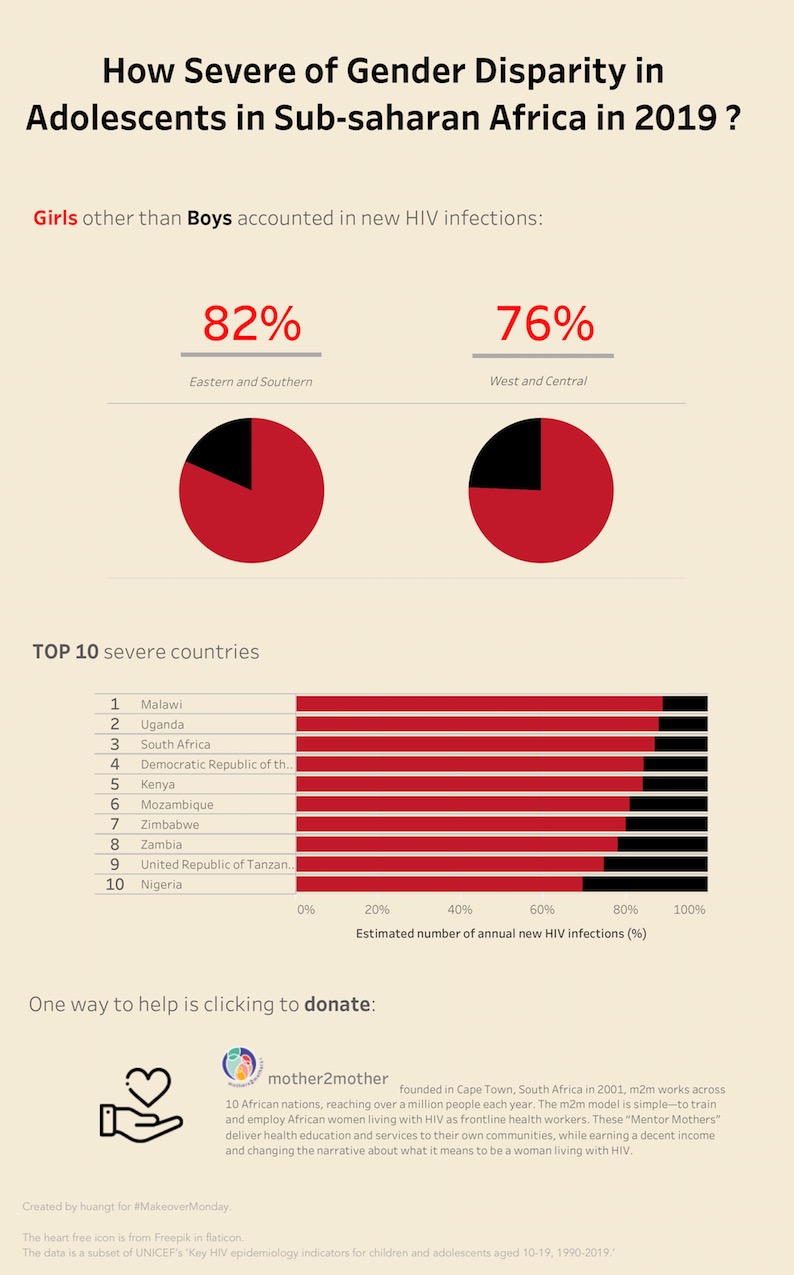 How Severe of Gender Disparity in
Adolescents in Sub-saharan Africa in 2019 ?
Girls other than Boys accounted in new HIV infections:
82%
76%
Eastern and Southern
West and Central
TOP 10 severe countries
1 Malawi
2 Uganda
3 South Africa
4 Democratic Republic of th..
5 Kenya
6 Mozambique
7 Zimbabwe
8 Zambia
9 United Republic of Tanzan..
10 Nigeria
0% 20% 40% 60% 80% 100%
Estimated number of annual new HIV infections (%)
One way to help is clicking to donate:
mothers2mothers
mother2mother
founded in Cape Town, South Africa in 2001, m2m works across
10 African nations, reaching over a million people each year. The m2m model is simple—to train
and employ African women living with HIV as frontline health workers. These “Mentor Mothers”
deliver health education and services to their own communities, while earning a decent income
and changing the narrative about what it means to be a woman living with HIV.
Created by huangt for #MakeoverMonday.
The heart free icon is from Freepik in flaticon.
The data is a subset of UNICEF's 'Key HIV epidemiology indicators for children and adolescents aged 10-19, 1990-2019.'